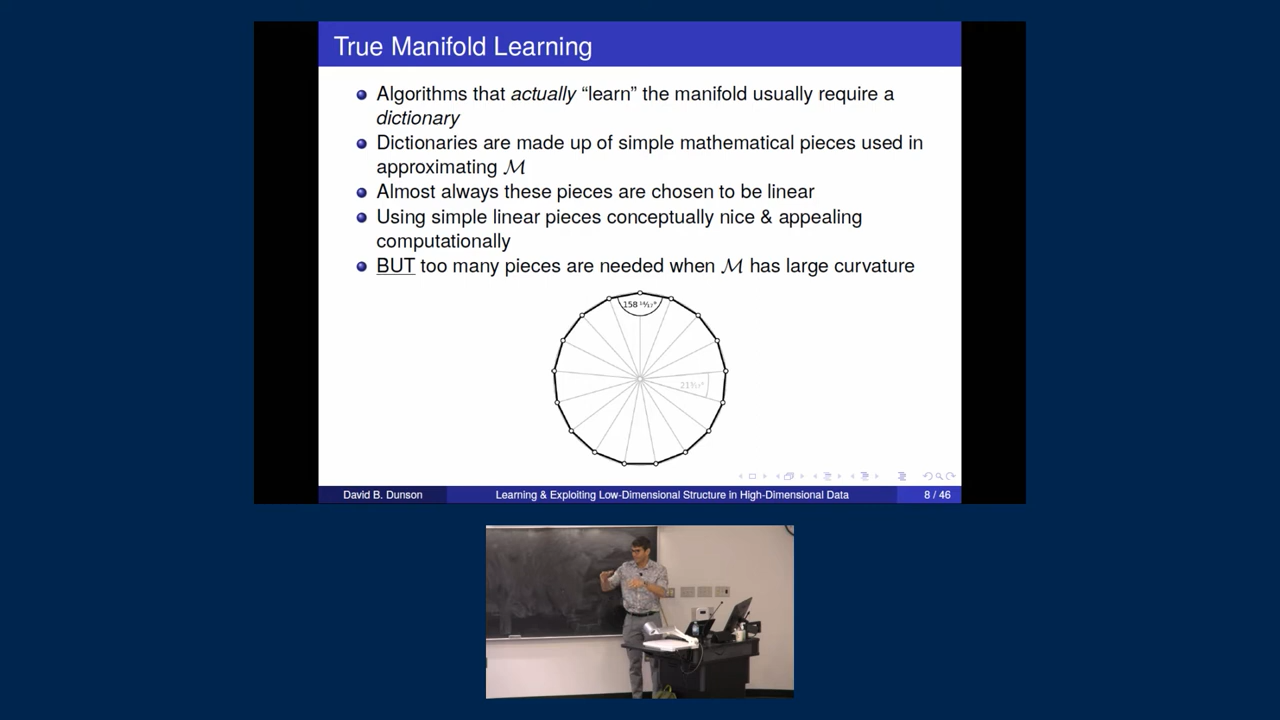 True Manifold Learning
Algorithms that actually “learn” the manifold usually require a
dictionary
Dictionaries are made up of simple mathematical pieces used in
approximating ℳ
Almost always these pieces are chosen to be linear
Using simple linear pieces conceptually nice & appealing
computationally
BUT too many pieces are needed when ℳ has large curvature
David B. Dunson
Learning & Exploiting Low-Dimensional Structure in High-Dimensional Data
8 / 46